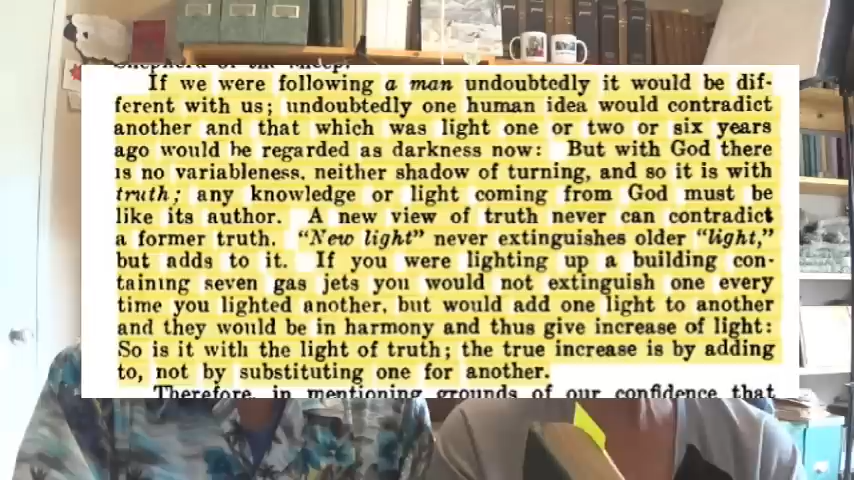 Shepherd of the Sheep.
If we were following a man undoubtedly it would be dif-
ferent with us; undoubtedly one human idea would contradict
another and that which was light one or two or six years
ago would be regarded as darkness now: But with God there
is no variableness, neither shadow of turning, and so it is with
truth; any knowledge or light coming from God must be
like its author. A new view of truth never can contradict
a former truth. "New light" never extinguishes older "light,"
but adds to it. If you were lighting up a building con-
taining seven gas jets you would not extinguish one every
time you lighted another, but would add one light to another
and they would be in harmony and thus give increase of light:
So is it with the light of truth; the true increase is by adding
to, not by substituting one for another.
Therefore, in mentioning grounds of our confidence that